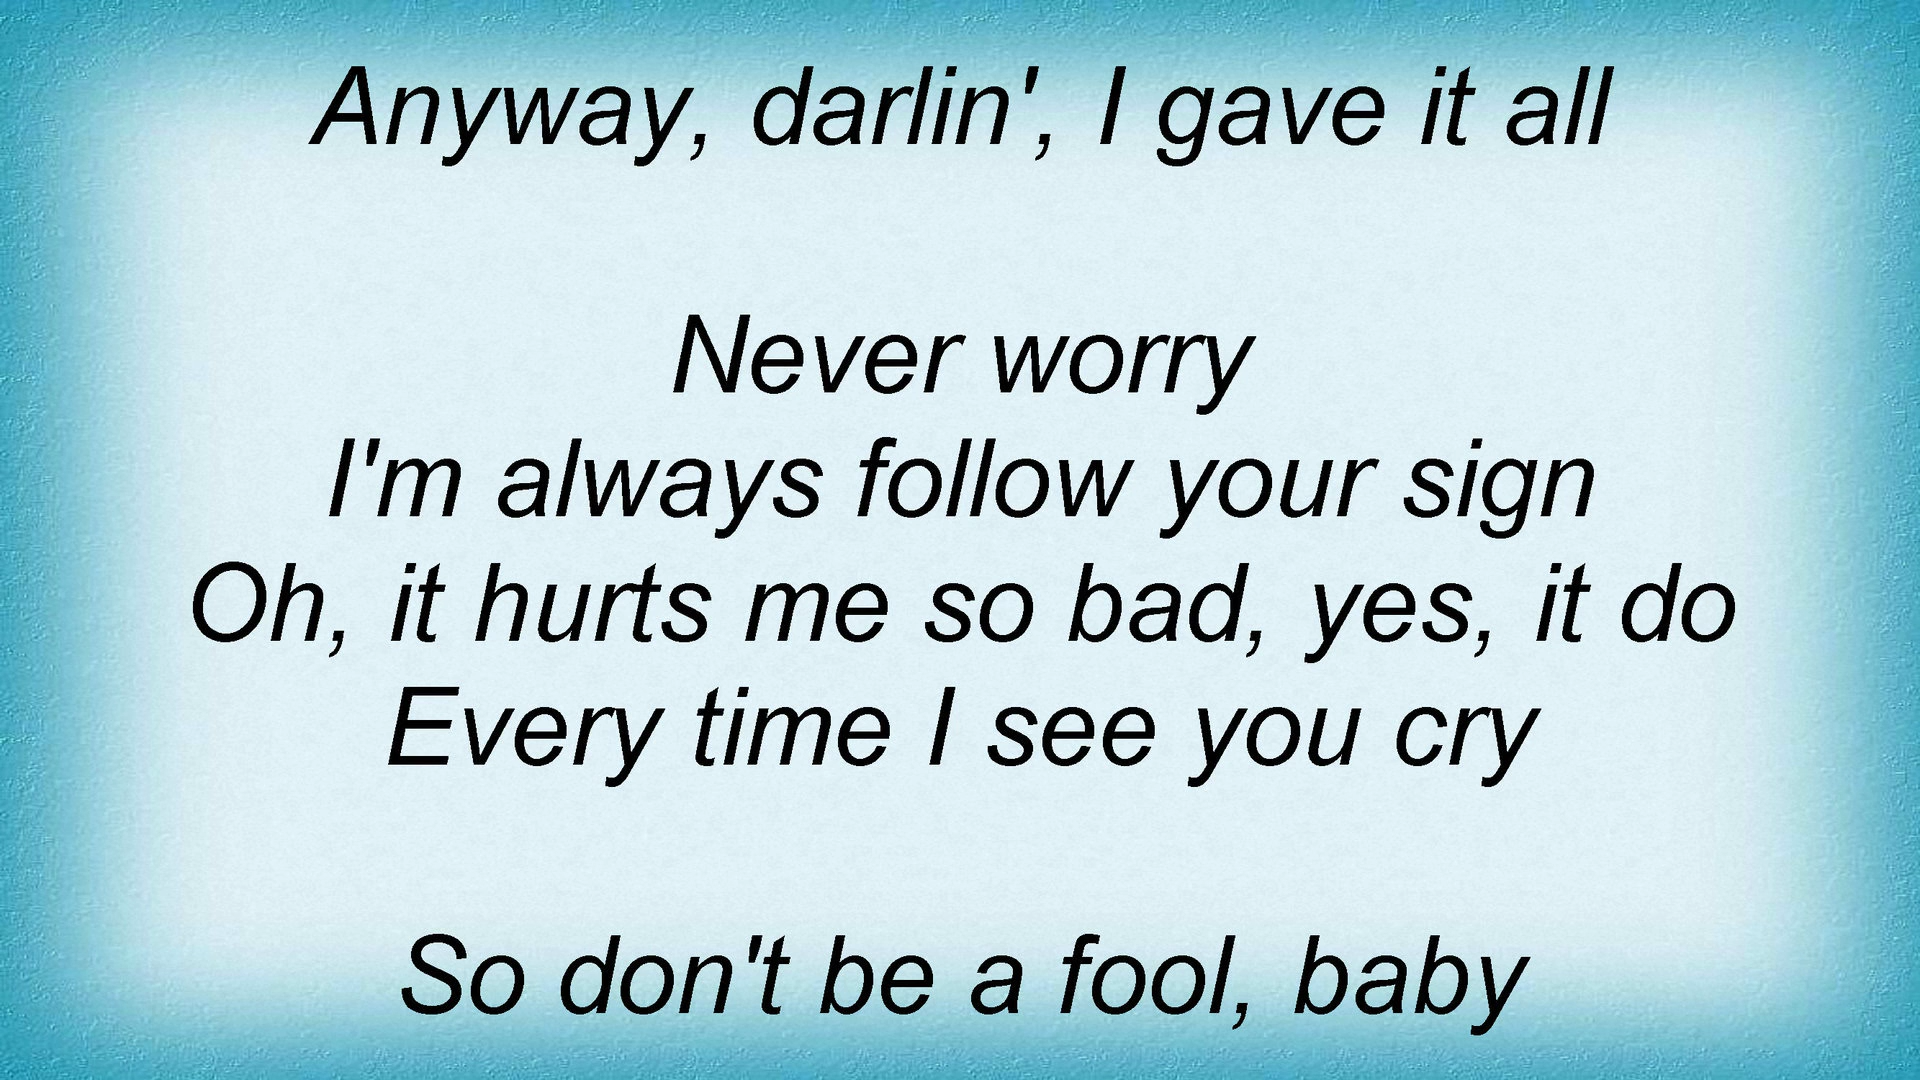 Anyway, darlin', I gave it all
Never worry
I'm always follow your sign
Oh, it hurts me so bad, yes, it do
Every time I see you cry
So don't be a fool, baby